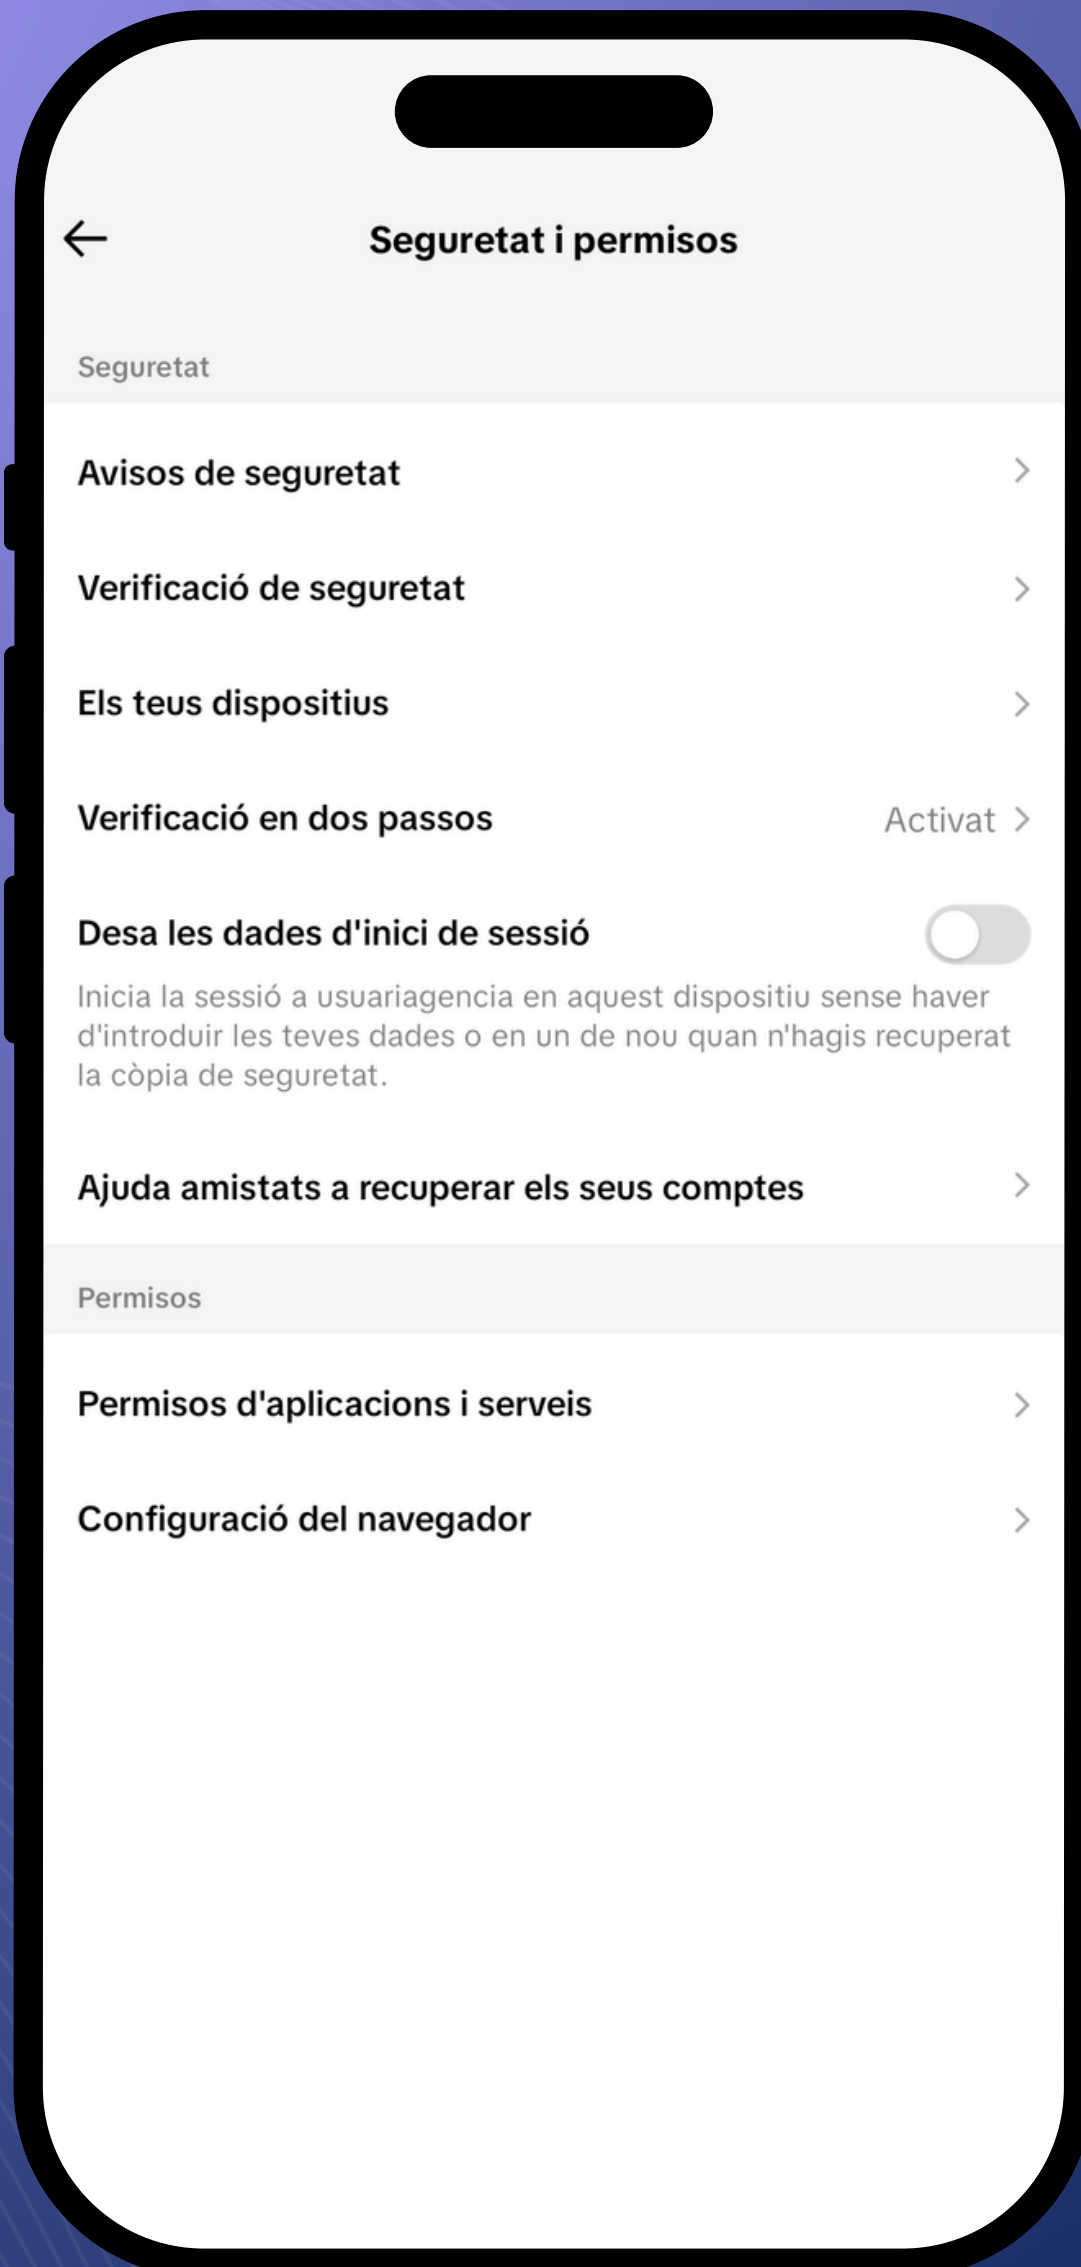 Seguretat i permisos
Seguretat
Avisos de seguretat
Verificació de seguretat
Els teus dispositius
Verificació en dos passos
Activat
Desa les dades d'inici de sessió
Inicia la sessió a usuariagencia en aquest dispositiu sense haver
d'introduir les teves dades o en un de nou quan n'hagis recuperat
la còpia de seguretat.
Ajuda amistats a recuperar els seus comptes
Permisos
Permisos d'aplicacions i serveis
Configuració del navegador